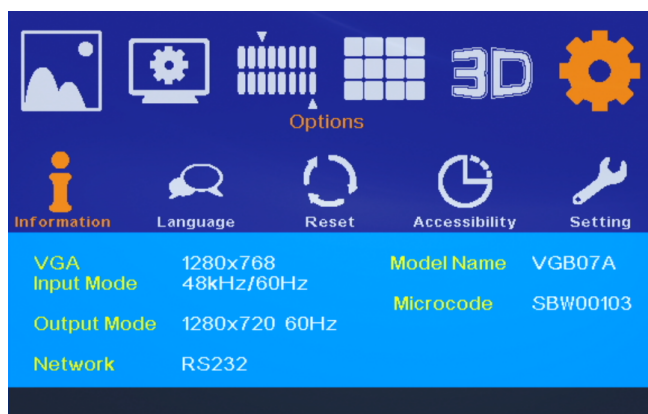 3D
Options
Information Language Reset Accessibility Setting
VGA 1280x768 Model Name VGB07A
Input Mode 48kHz/60Hz
Microcode SBW00103
Output Mode 1280x720 60Hz
Network RS232